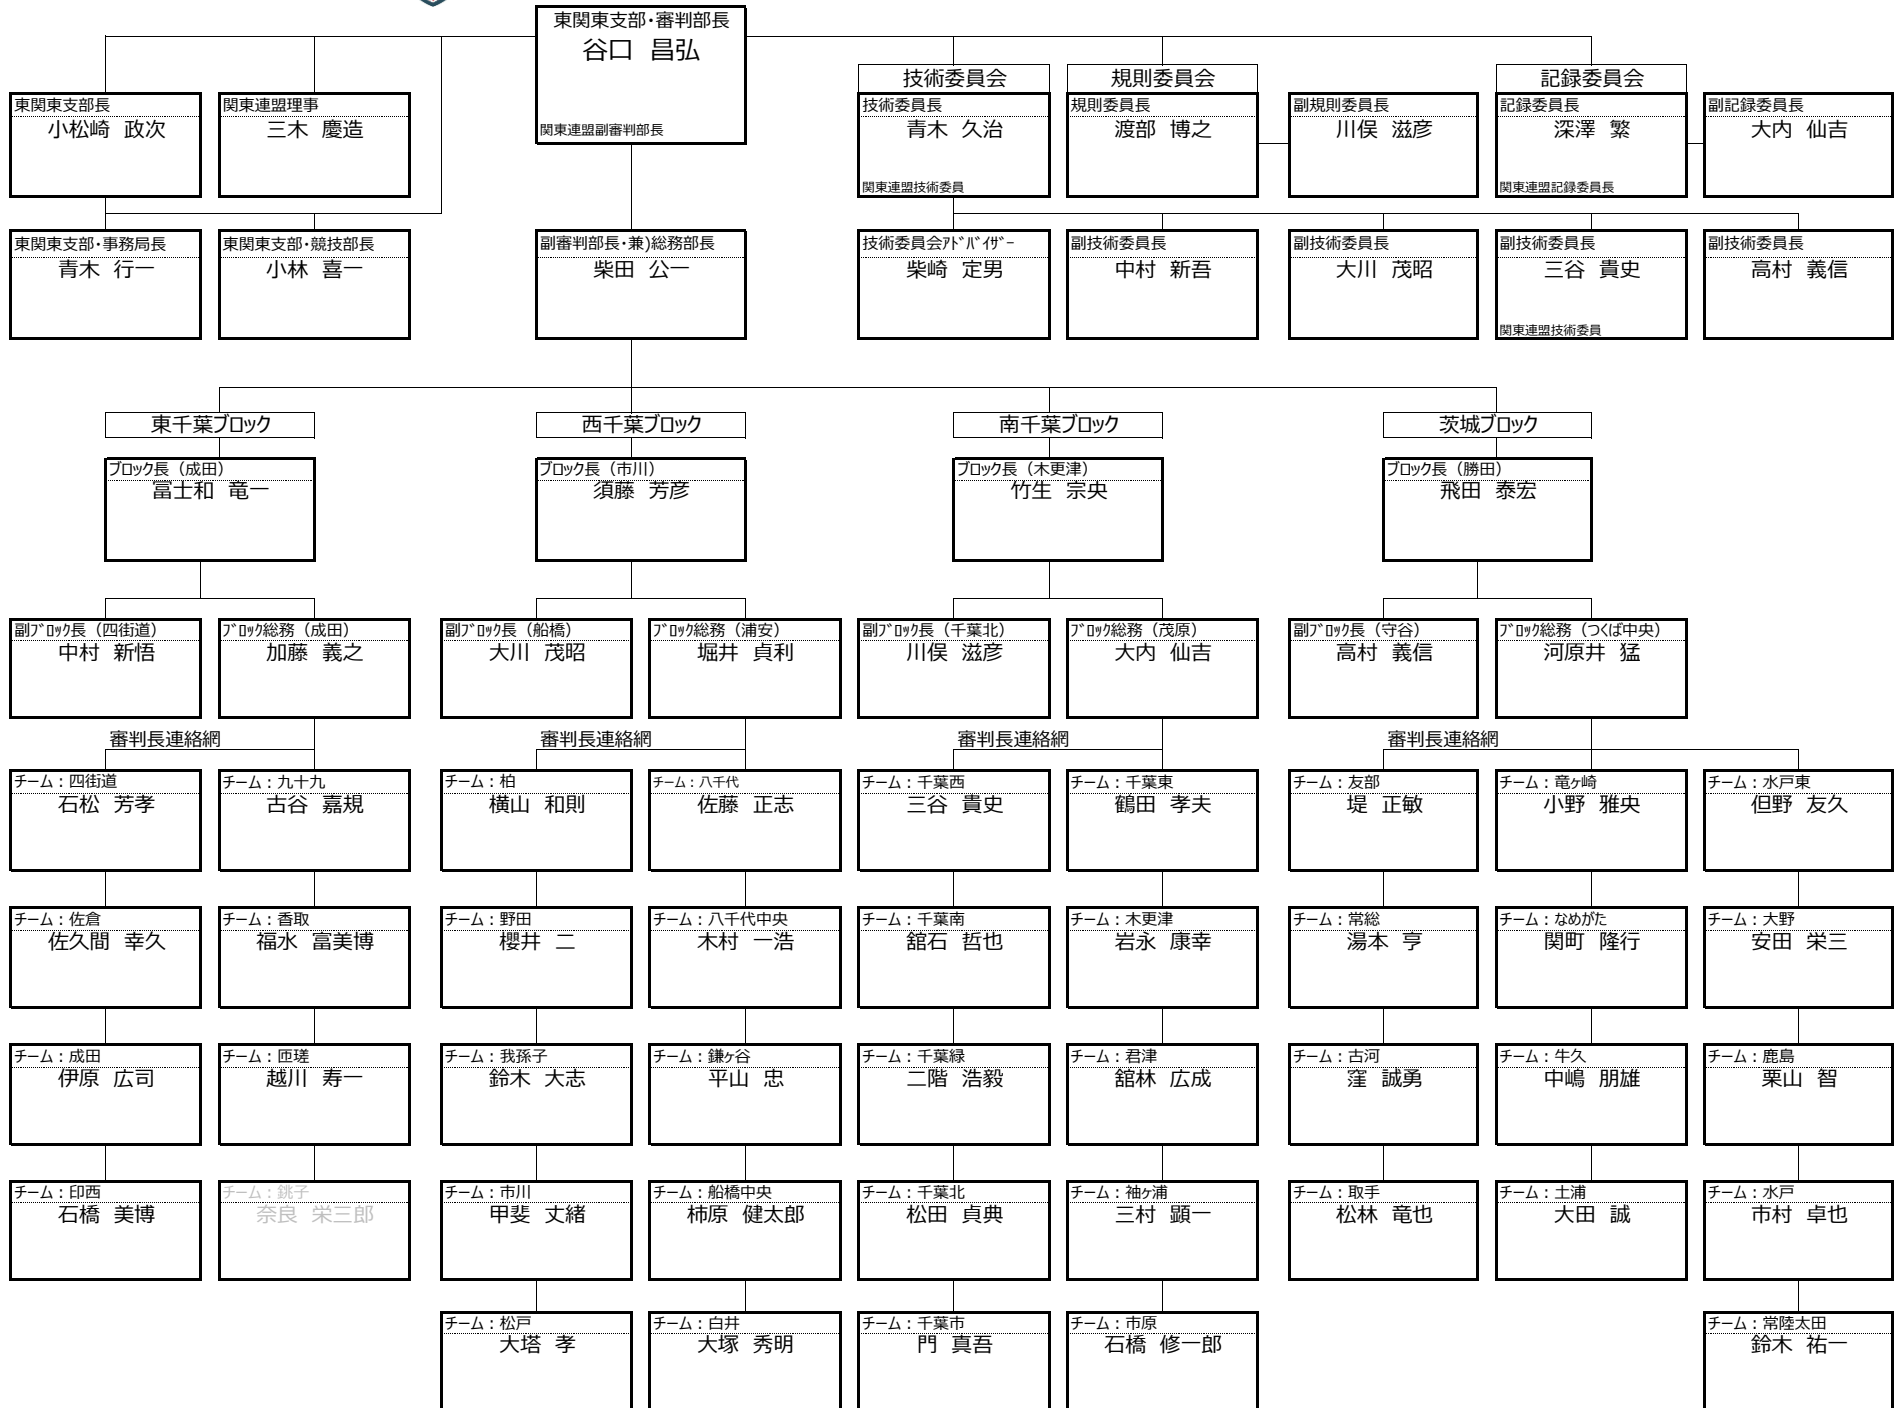 東関東支部・審判部長
谷口 昌弘
関東連盟副審判部長
技術委員会
規則委員会
記録委員会
東関東支部長
小松崎 政次
関東連盟理事
三木 慶造
技術委員長
青木 久治
関東連盟技術委員
規則委員長
渡部 博之
副規則委員長
川俣 滋彦
記録委員長
深澤 繁
関東連盟記録委員長
副記録委員長
大内 仙吉
東関東支部・事務局長
青木 行一
東関東支部・競技部長
小林 喜一
副審判部長・兼)総務部長
柴田 公一
技術委員会ｱﾄﾞﾊﾞｲｻﾞｰ
柴崎 定男
副技術委員長
中村 新吾
副技術委員長
大川 茂昭
副技術委員長
三谷 貴史
関東連盟技術委員
副技術委員長
高村 義信
東千葉ブロック
西千葉ブロック
南千葉ブロック
茨城ブロック
ブロック長（成田）
冨士和 竜一
ブロック長（市川）
須藤 芳彦
ブロック長（木更津）
竹生 宗央
ブロック長（勝田）
飛田 泰宏
副ﾌﾞﾛｯｸ長（四街道）
中村 新悟
ﾌﾞﾛｯｸ総務（成田）
加藤 義之
副ﾌﾞﾛｯｸ長（船橋）
大川 茂昭
ﾌﾞﾛｯｸ総務（浦安）
堀井 貞利
副ﾌﾞﾛｯｸ長（千葉北）
川俣 滋彦
ﾌﾞﾛｯｸ総務（茂原）
大内 仙吉
副ﾌﾞﾛｯｸ長（守谷）
高村 義信
ﾌﾞﾛｯｸ総務（つくば中央）
河原井 猛
審判長連絡網
審判長連絡網
審判長連絡網
審判長連絡網
チーム：四街道
石松 芳孝
チーム：九十九
古谷 嘉規
チーム：柏
横山 和則
チーム：八千代
佐藤 正志
チーム：千葉西
三谷 貴史
チーム：千葉東
鶴田 孝夫
チーム：友部
堤 正敏
チーム：竜ヶ崎
小野 雅央
チーム：水戸東
但野 友久
チーム：佐倉
佐久間 幸久
チーム：香取
福水 富美博
チーム：野田
櫻井 二
チーム：八千代中央
木村 一浩
チーム：千葉南
舘石 哲也
チーム：木更津
岩永 康幸
チーム：常総
湯本 亨
チーム：なめがた
関町 隆行
チーム：大野
安田 栄三
チーム：成田
伊原 広司
チーム：匝瑳
越川 寿一
チーム：我孫子
鈴木 大志
チーム：鎌ヶ谷
平山 忠
チーム：千葉緑
二階 浩毅
チーム：君津
舘林 広成
チーム：古河
窪 誠勇
チーム：牛久
中嶋 朋雄
チーム：鹿島
栗山 智
チーム：印西
石橋 美博
チーム：銚子
奈良 栄三郎
チーム：市川
甲斐 丈緒
チーム：船橋中央
柿原 健太郎
チーム：千葉北
松田 貞典
チーム：袖ヶ浦
三村 顕一
チーム：取手
松林 竜也
チーム：土浦
大田 誠
チーム：水戸
市村 卓也
チーム：松戸
大塔 孝
チーム：白井
大塚 秀明
チーム：千葉市
門 真吾
チーム：市原
石橋 修一郎
チーム：常陸太田
鈴木 祐一